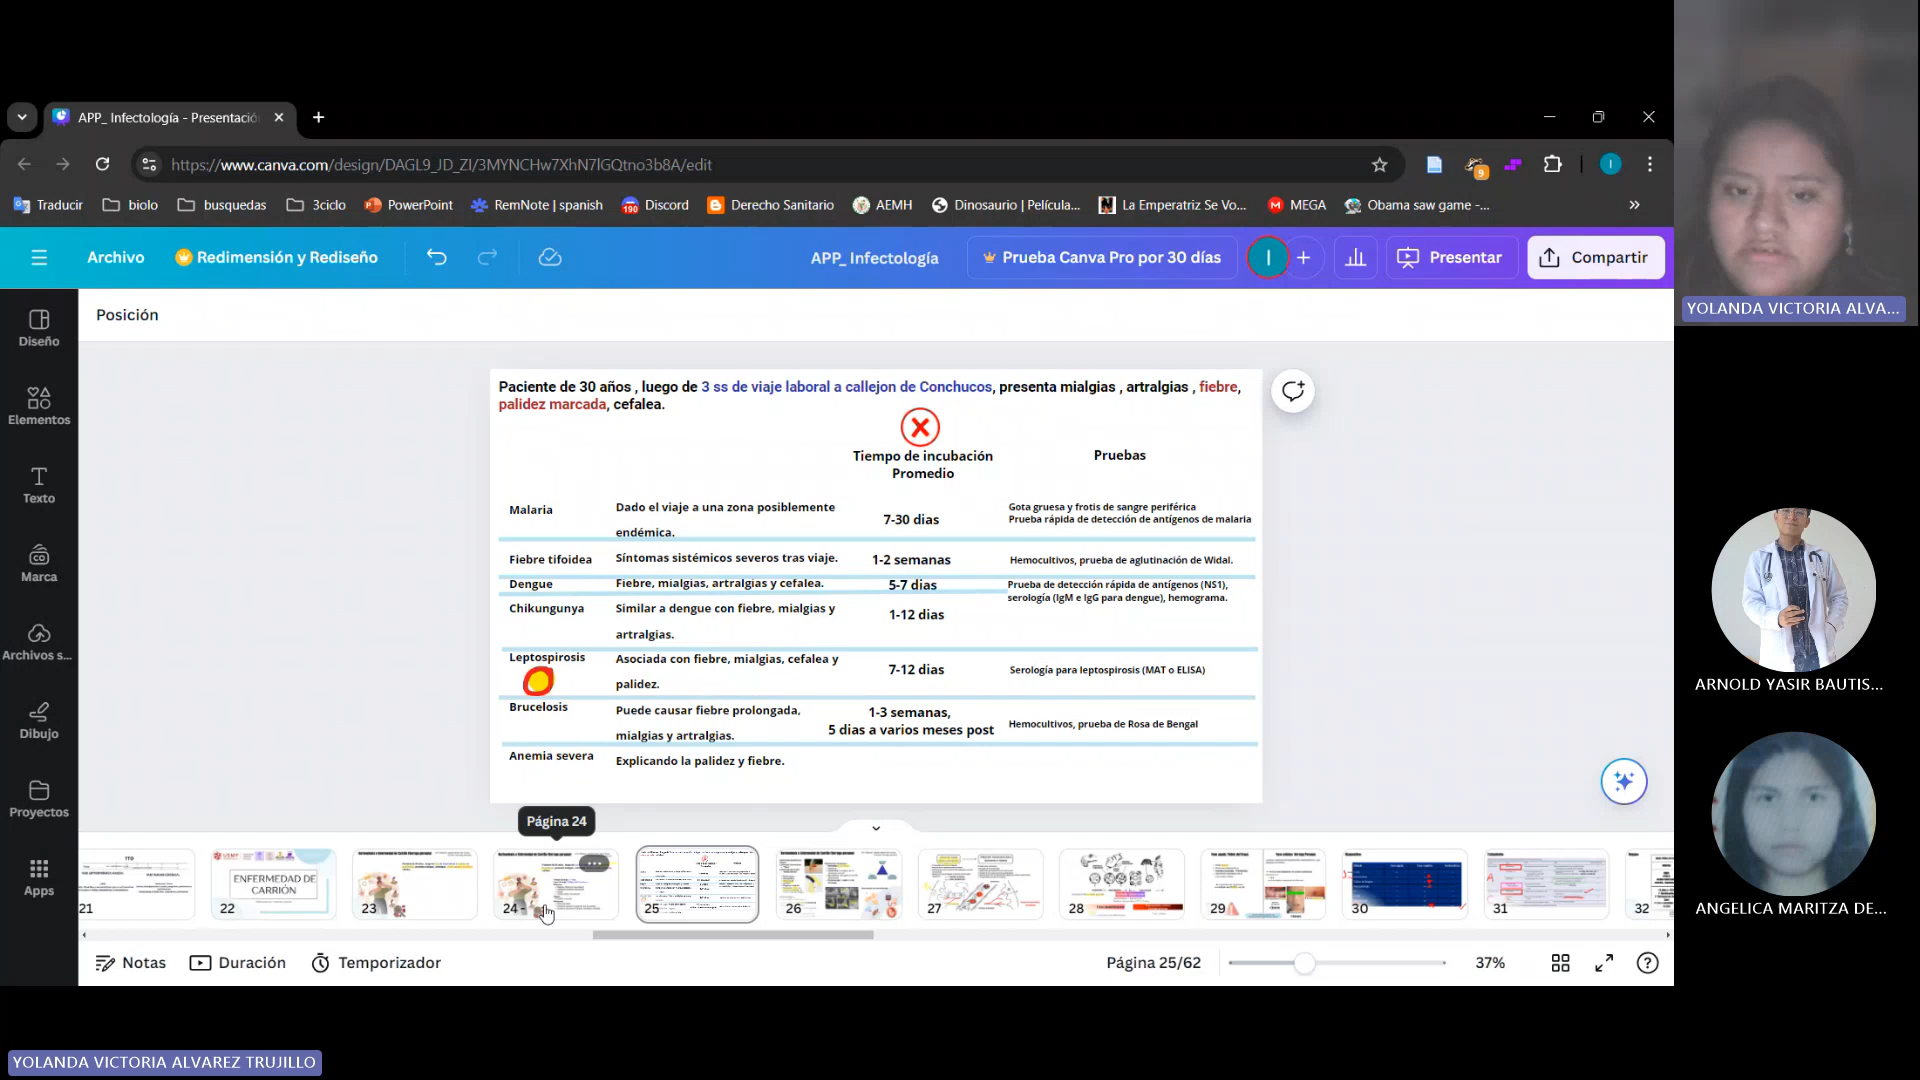 APP_ Infectología - Presentació
https://www.canva.com/design/DAGL9_JD_ZI/3MYNCHw7XhN7lGQtno3b8A/edit
9
I
Traducir
biolo
busquedas
3ciclo
PowerPoint
RemNote | spanish
190
Discord
Derecho Sanitario
AEMH
Dinosaurio | Película...
La Emperatriz Se Vo...
MEGA
Obama saw game -...
Archivo
Redimensión y Rediseño
APP_ Infectología
Prueba Canva Pro por 30 días
I
Presentar
Compartir
YOLANDA VICTORIA ALVA...
Posición
Diseño
Elementos
Texto
Marca
Archivos s...
Dibujo
Proyectos
Apps
Paciente de 30 años , luego de 3 ss de viaje laboral a callejon de Conchucos, presenta mialgias , artralgias , fiebre,
palidez marcada, cefalea.
Tiempo de incubación
Promedio
Pruebas
Malaria
Dado el viaje a una zona posiblemente
endémica.
7-30 dias
Gota gruesa y frotis de sangre periférica
Prueba rápida de detección de antígenos de malaria
Fiebre tifoidea
Síntomas sistémicos severos tras viaje.
1-2 semanas
Hemocultivos, prueba de aglutinación de Widal.
Dengue
Fiebre, mialgias, artralgias y cefalea.
5-7 dias
Prueba de detección rápida de antígenos (NS1),
serología (IgM e IgG para dengue), hemograma.
Chikungunya
Similar a dengue con fiebre, mialgias y
artralgias.
1-12 dias
Leptospirosis
Asociada con fiebre, mialgias, cefalea y
palidez.
7-12 dias
Serología para leptospirosis (MAT o ELISA)
Brucelosis
Puede causar fiebre prolongada,
mialgias y artralgias.
1-3 semanas,
5 dias a varios meses post
Hemocultivos, prueba de Rosa de Bengal
Anemia severa
Explicando la palidez y fiebre.
ARNOLD YASIR BAUTIS...
ANGELICA MARITZA DE...
Página 24
21
ENFERMEDAD DE
CARRIÓN
22
23
24
25
26
27
28
29
30
31
32
Notas
Duración
Temporizador
Página 25/62
37%
YOLANDA VICTORIA ALVAREZ TRUJILLO